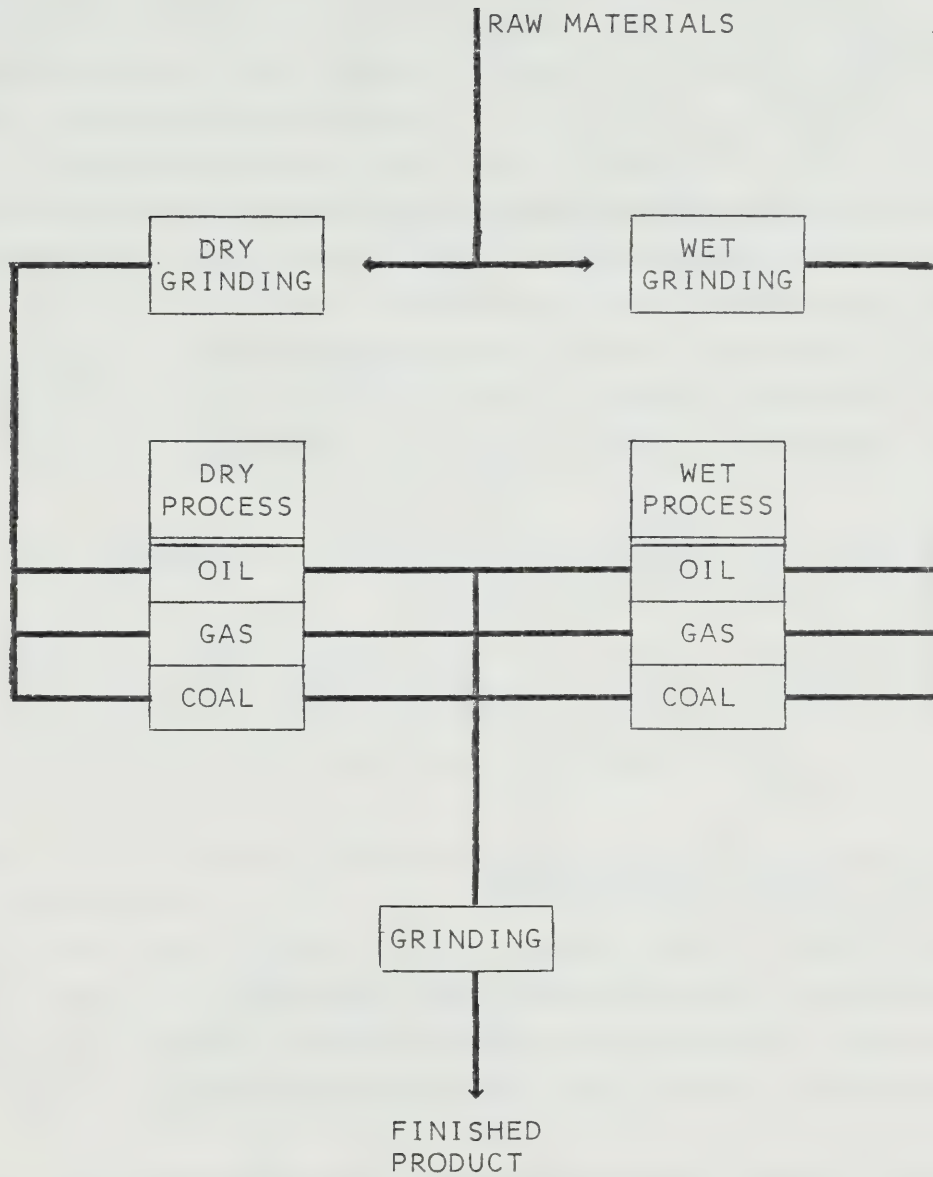 RAW MATERIALS
DRY
GRINDING
WET
GRINDING
DRY
PROCESS
OIL
GAS
COAL
WET
PROCESS
OIL
GAS
COAL
GRINDING
FINISHED
PRODUCT